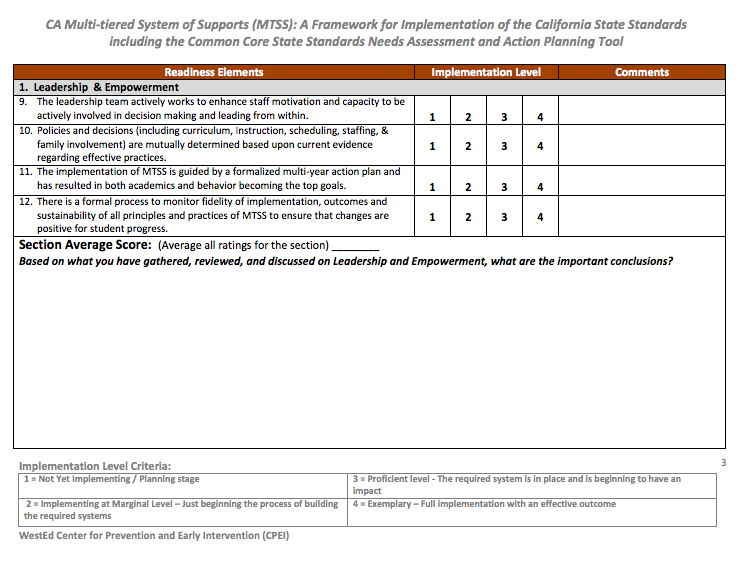 CA Multi-tiered System of Supports (MTSS): A Framework for Implementation of the California State Standards
including the Common Core State Standards Needs Assessment and Action Planning Tool
Readiness Elements Implementation Level Comments
1. Leadership & Empowerment
9. The leadership team actively works to enhance staff motivation and capacity to be
actively involved in decision making and leading from within. 1 2 3 4
10. Policies and decisions (including curriculum, Instruction, scheduling, staffing, &
family involvement) are mutually determined based upon current evidence 1 2 3 4
regarding effective practices.
11. The implementation of MTSS is guided by a formalized multi-year action plan and
has resulted in both academics and behavior becoming the top goals. 1 2 3 4
12. There is a formal process to monitor fidelity of implementation, outcomes and
sustainability of all principles and practices of MTSS to ensure that changes are 1 2 3 4
positive for student progress.
Section Average Score: (Average all ratings for the section) ________
Based on what you have gathered, reviewed, and discussed on Leadership and Empowerment, what are the important conclusions?
3
Implementation Level Criteria:
1 = Not Yet Implementing / Planning stage
3 = Proficient level - The required system is in place and is beginning to have an
impact
2 = Implementing at Marginal Level – Just beginning the process of building
the required systems
4 = Exemplary – Full implementation with an effective outcome
WestEd Center for Prevention and Early Intervention (CPEI)